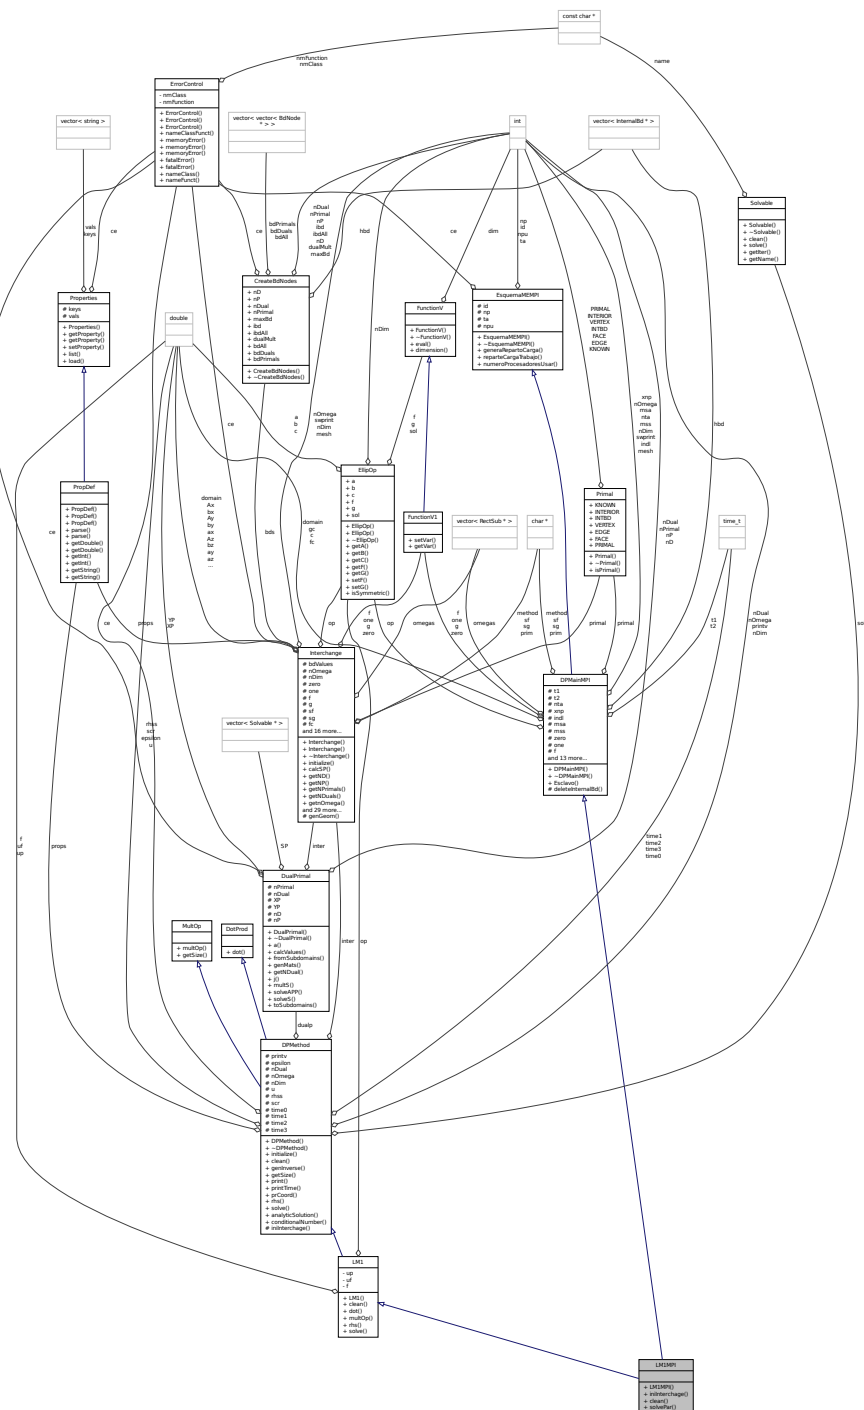 const char *
nmfunction
nmClass
name
ErrorControl
- nmClass
- nmfunction
+ ErrorControl()
+ ErrorControl()
+ ErrorControl()
+ nameClassFunct()
+ memoryError()
+ memoryError()
+ memoryError()
+ fatalError()
+ fatalError()
+ nameClass()
+ nameFunct()
vector< string >
vector< vector< BdNode
* > >
int
vector< InternalBd * >
Solvable
+ Solvable()
+ ~Solvable()
+ clean()
+ solve()
+ getIter()
+ getName()
vals
keys
ce
ce
bdPrimals
bdDuals
bdAll
nDual
nPrimal
nP
ibd
ibdAll
nD
dualMult
maxBd
hbd
ce
dim
np
id
npu
ta
Properties
# keys
# vals
+ Properties()
+ getProperty()
+ getProperty()
+ setProperty()
+ list()
+ load()
double
CreateBdNodes
+ nD
+ nP
+ nDual
+ nPrimal
+ maxBd
+ ibd
+ ibdAll
+ dualMult
+ bdAll
+ bdDuals
+ bdPrimals
+ CreateBdNodes()
+ ~CreateBdNodes()
nDim
FunctionV
+ FunctionV()
+ ~FunctionV()
+ eval()
+ dimension()
EsquemaMEMPI
# id
# np
# ta
# npu
+ EsquemaMEMPI()
+ ~EsquemaMEMPI()
+ generaRepartoCarga()
+ reparteCargaTrabajo()
+ numeroProcesadoresUsar()
PRIMAL
INTERIOR
VERTEX
INTBD
FACE
EDGE
KNOWN
ce
a
b
c
nOmega
swprint
nDim
mesh
f
g
sol
xnp
nOmega
msa
nta
mss
nDim
swprint
indl
mesh
hbd
PropDef
+ PropDef()
+ PropDef()
+ PropDef()
+ parse()
+ parse()
+ getDouble()
+ getDouble()
+ getInt()
+ getInt()
+ getString()
+ getString()
EllipOp
+ a
+ b
+ c
+ f
+ g
+ sol
+ EllipOp()
+ EllipOp()
+ ~EllipOp()
+ getA()
+ getB()
+ getC()
+ getF()
+ getG()
+ setF()
+ setG()
+ isSymmetric()
FunctionV1
+ setVar()
+ getVar()
vector< RectSub * >
char *
Primal
+ KNOWN
+ INTERIOR
+ INTBD
+ VERTEX
+ EDGE
+ FACE
+ PRIMAL
+ Primal()
+ ~Primal()
+ isPrimal()
time_t
ce
domain
Ax
bx
Ay
by
ax
Az
bz
ay
az
...
bds
domain
gc
c
fc
nDual
nPrimal
nP
nD
ce
props
YP
XP
op
f
one
g
zero
op
omegas
f
one
g
zero
omegas
method
sf
sg
prim
method
sf
sg
prim
primal
primal
t1
t2
nDual
nOmega
printv
nDim
so
Interchange
# bdValues
# nOmega
# nDim
# zero
# one
# f
# g
# sf
# sg
# fc
and 16 more...
+ Interchange()
+ Interchange()
+ ~Interchange()
+ initialize()
+ calcSP()
+ getND()
+ getNP()
+ getNPrimals()
+ getNDuals()
+ getnOmega()
and 29 more...
# genGeom()
DPMainMPI
# t1
# t2
# nta
# xnp
# indl
# msa
# mss
# zero
# one
# f
and 13 more...
+ DPMainMPI()
+ ~DPMainMPI()
+ Esclavo()
# deleteInternalBd()
vector< Solvable * >
rhss
scr
epsilon
u
f
uf
up
props
SP
inter
time1
time2
time3
time0
DualPrimal
# nPrimal
# nDual
# XP
# YP
# nD
# nP
+ DualPrimal()
+ ~DualPrimal()
+ a()
+ calcValues()
+ fromSubdomains()
+ genMats()
+ getNDual()
+ j()
+ multS()
+ solveAPP()
+ solveS()
+ toSubdomains()
MultOp
+ multOp()
+ getSize()
DotProd
+ dot()
inter
op
dualp
DPMethod
# printv
# epsilon
# nDual
# nOmega
# nDim
# u
# rhss
# scr
# time0
# time1
# time2
# time3
+ DPMethod()
+ ~DPMethod()
+ initialize()
+ clean()
+ genInverse()
+ getSize()
+ print()
+ printTime()
+ prCoord()
+ rhs()
+ solve()
+ analyticSolution()
+ conditionalNumber()
# inInterchage()
LM1
- up
- uf
- f
+ LM1()
+ clean()
+ dot()
+ multOp()
+ rhs()
+ solve()
LM1MPI
+ LM1MPI()
+ inInterchage()
+ clean()
+ solvePar()